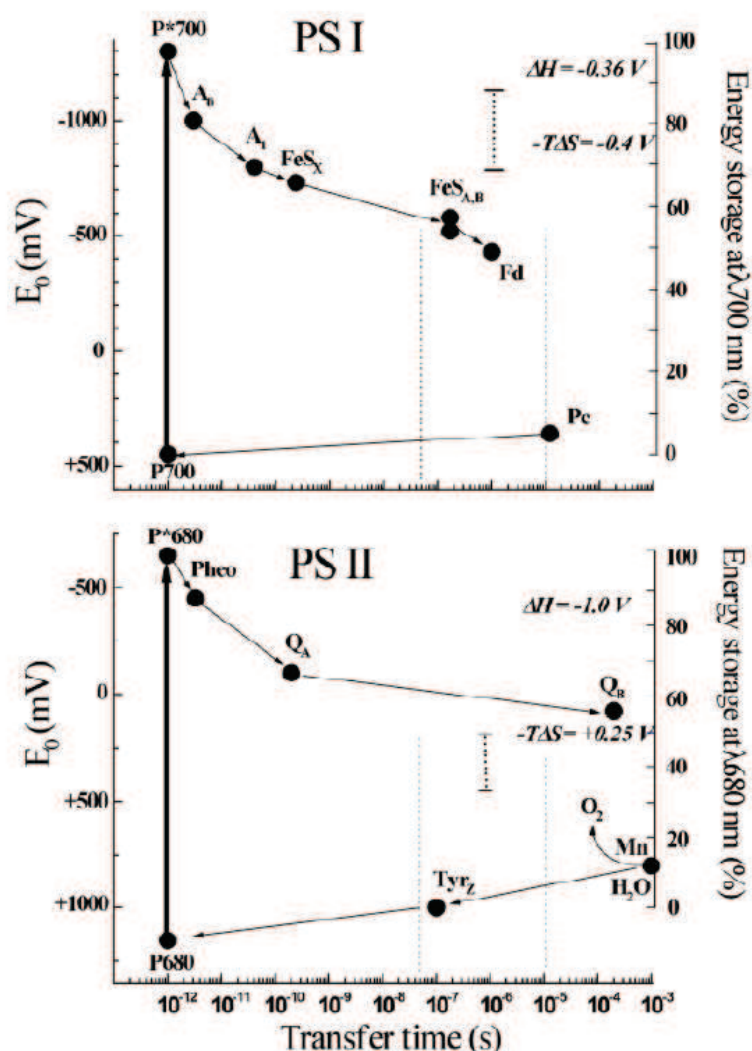 PS I
P*700
A₀
A₁
FeSₓ
FeS_A,B
Fd
Pc
P700
ΔH = -0.36 V
-TΔS = -0.4 V
E₀ (mV)
-1000
-500
0
+500
100
80
60
40
20
0
Energy storage at λ700 nm (%)
PS II
P*680
Pheo
Q_A
Q_B
Tyr_Z
O₂
Mn
H₂O
P680
ΔH = -1.0 V
-TΔS = +0.25 V
E₀ (mV)
-500
0
+500
+1000
100
80
60
40
20
0
Energy storage at λ680 nm (%)
10⁻¹² 10⁻¹¹ 10⁻¹⁰ 10⁻⁹ 10⁻⁸ 10⁻⁷ 10⁻⁶ 10⁻⁵ 10⁻⁴ 10⁻³
Transfer time (s)